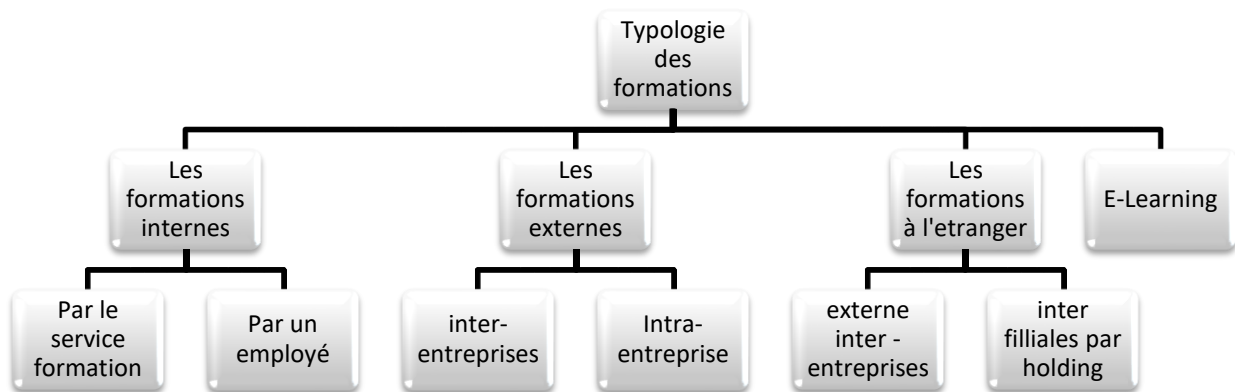 Typologie
des
formations
Les
formations
internes
Les
formations
externes
Les
formations
à l'etranger
E-Learning
Par le
service
formation
Par un
employé
inter-
entreprises
Intra-
entreprise
externe
inter -
entreprises
inter
filliales par
holding